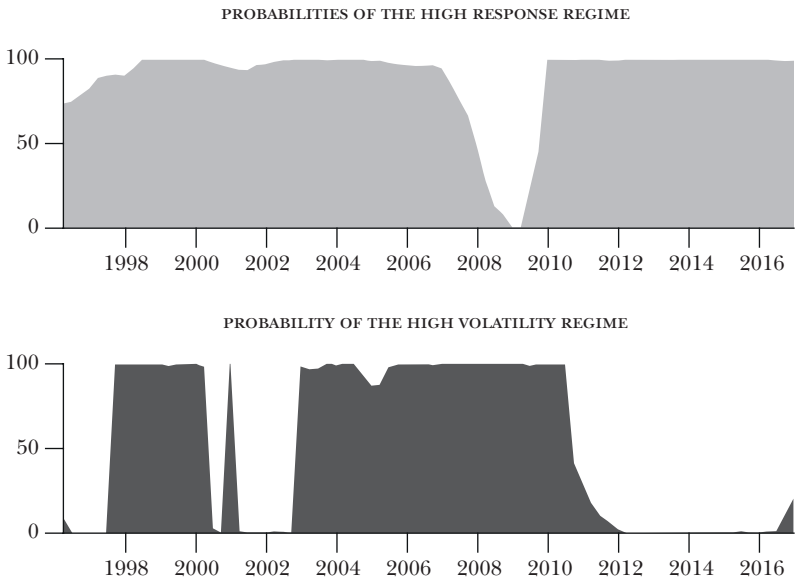 PROBABILITIES OF THE HIGH RESPONSE REGIME
100
50
0
1998 2000 2002 2004 2006 2008 2010 2012 2014 2016
PROBABILITY OF THE HIGH VOLATILITY REGIME
100
50
0
1998 2000 2002 2004 2006 2008 2010 2012 2014 2016